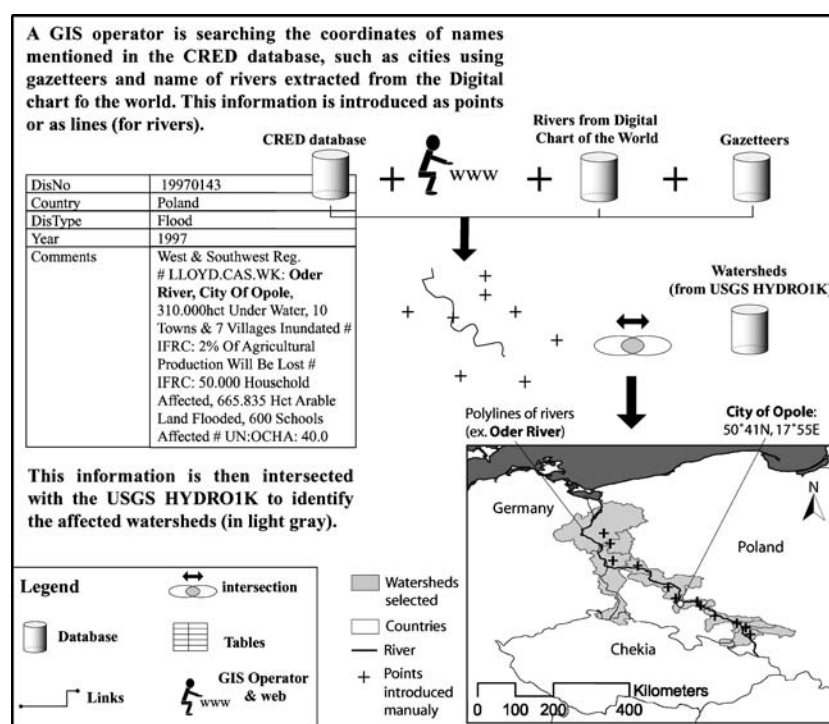 A GIS operator is searching the coordinates of names
mentioned in the CRED database, such as cities using
gazetteers and name of rivers extracted from the Digital
chart fo the world. This information is introduced as points
or as lines (for rivers).
CRED database
WWW
Rivers from Digital
Chart of the World
Gazetteers
DisNo 19970143
Country Poland
DisType Flood
Year 1997
Comments West & Southwest Reg.
# LLOYD.CAS.WK: Oder
River, City Of Opole,
310.000hct Under Water, 10
Towns & 7 Villages Inundated #
IFRC: 2% Of Agricultural
Production Will Be Lost #
IFRC: 50.000 Household
Affected, 665.835 Hct Arable
Land Flooded, 600 Schools
Affected # UN:OCHA: 40.0
Watersheds
(from USGS HYDRO1K)
This information is then intersected
with the USGS HYDRO1K to identify
the affected watersheds (in light gray).
Polylines of rivers
(ex. Oder River)
City of Opole:
50°41N, 17°55E
N
Germany
Poland
Chekia
Kilometers
0 100 200 400
Legend
intersection
Database
Tables
Links
WWW
GIS Operator
& web
Watersheds
selected
Countries
River
Points
introduced
manualy